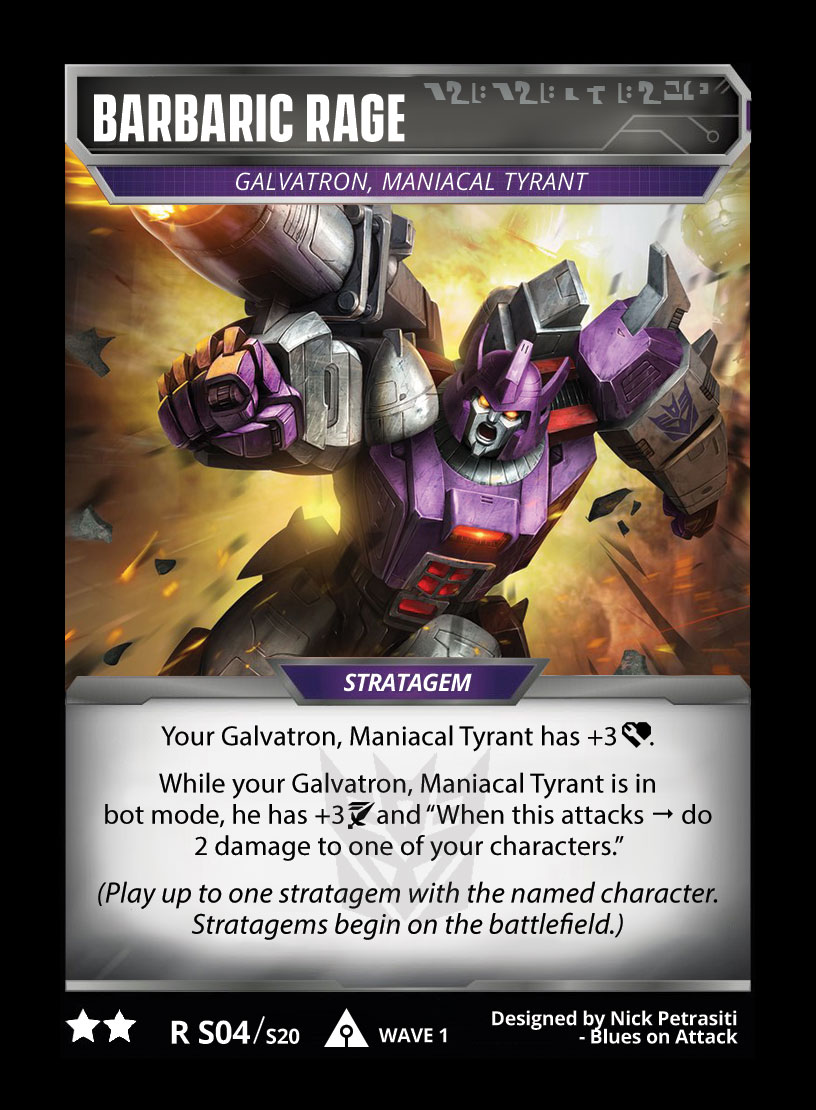 BARBARIC RAGE
GALVATRON, MANIACAL TYRANT
STRATAGEM
Your Galvatron, Maniacal Tyrant has +3.
While your Galvatron, Maniacal Tyrant is in
bot mode, he has +3 and “When this attacks → do
2 damage to one of your characters.”
(Play up to one stratagem with the named character.
Stratagems begin on the battlefield.)
R S04/S20 WAVE 1
Designed by Nick Petrasiti
- Blues on Attack